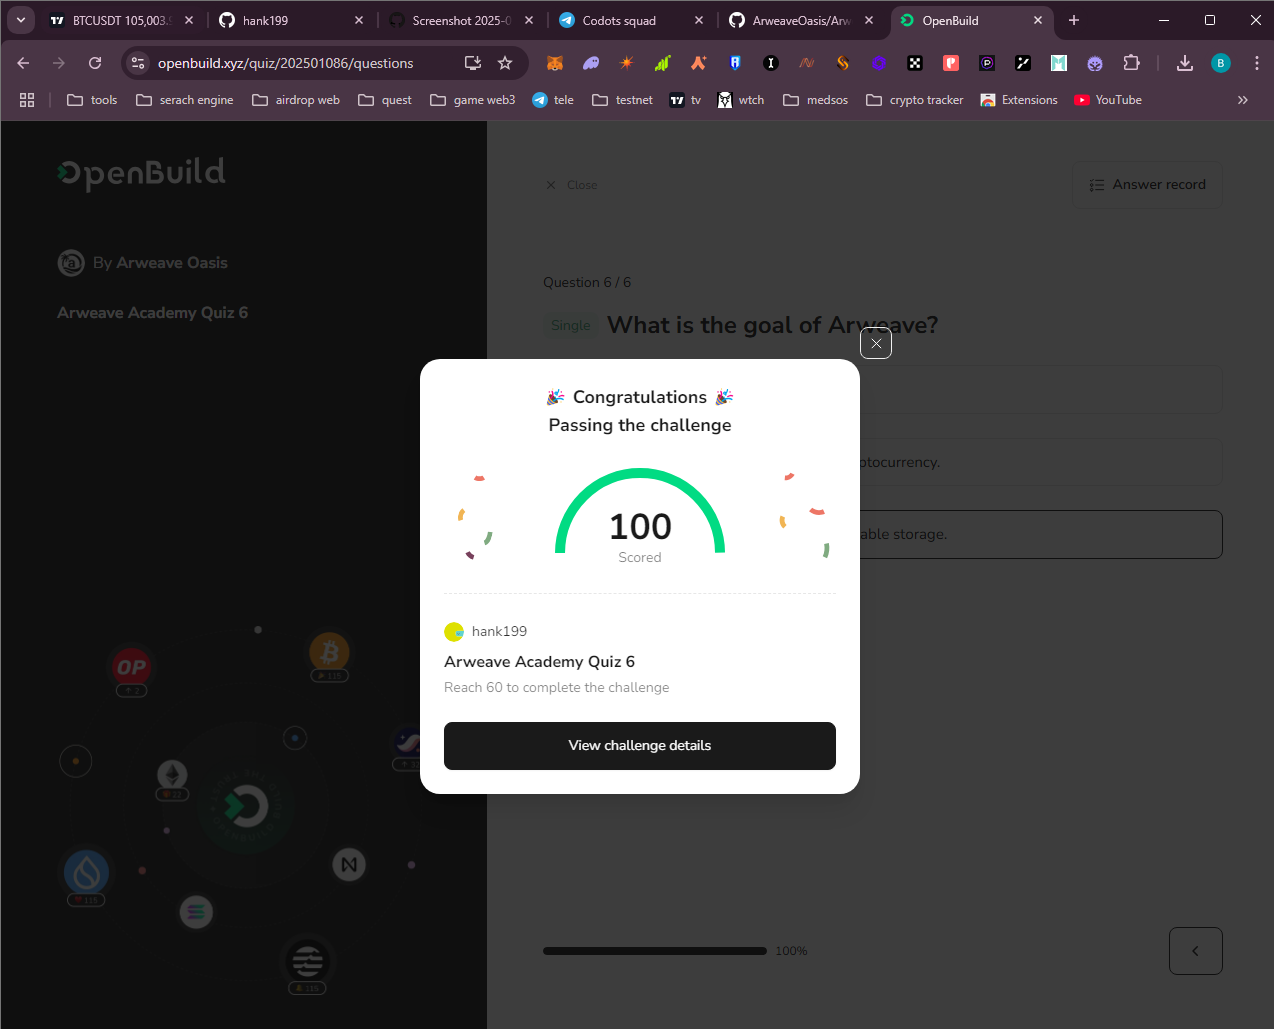 BTCUSDT 105,003.
hank199
Screenshot 2025-0
Codots squad
ArweaveOasis/Arw
OpenBuild
openbuild.xyz/quiz/202501086/questions
B
tools
serach engine
airdrop web
quest
game web3
tele
testnet
tv
wtch
medsos
crypto tracker
Extensions
YouTube
OpenBuild
Close
Answer record
By Arweave Oasis
Arweave Academy Quiz 6
Question 6 / 6
Single
What is the goal of Arweave?
ptocurrency.
able storage.
Congratulations
Passing the challenge
100
Scored
hank199
Arweave Academy Quiz 6
Reach 60 to complete the challenge
View challenge details
OP
115
115
100%